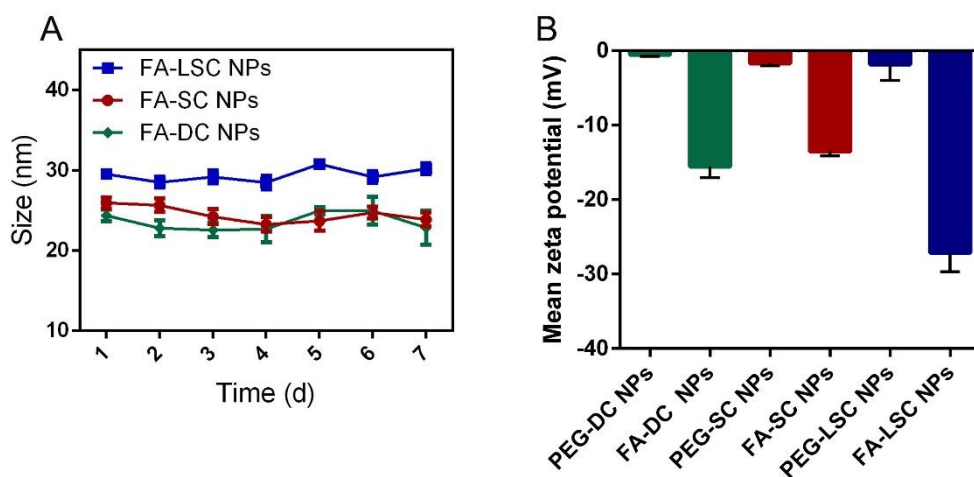 A
FA-LSC NPs
FA-SC NPs
FA-DC NPs
Size (nm)
40
30
20
10
1 2 3 4 5 6 7
Time (d)
B
Mean zeta potential (mV)
0
-10
-20
-30
-40
PEG-DC NPs
FA-DC NPs
PEG-SC NPs
FA-SC NPs
PEG-LSC NPs
FA-LSC NPs